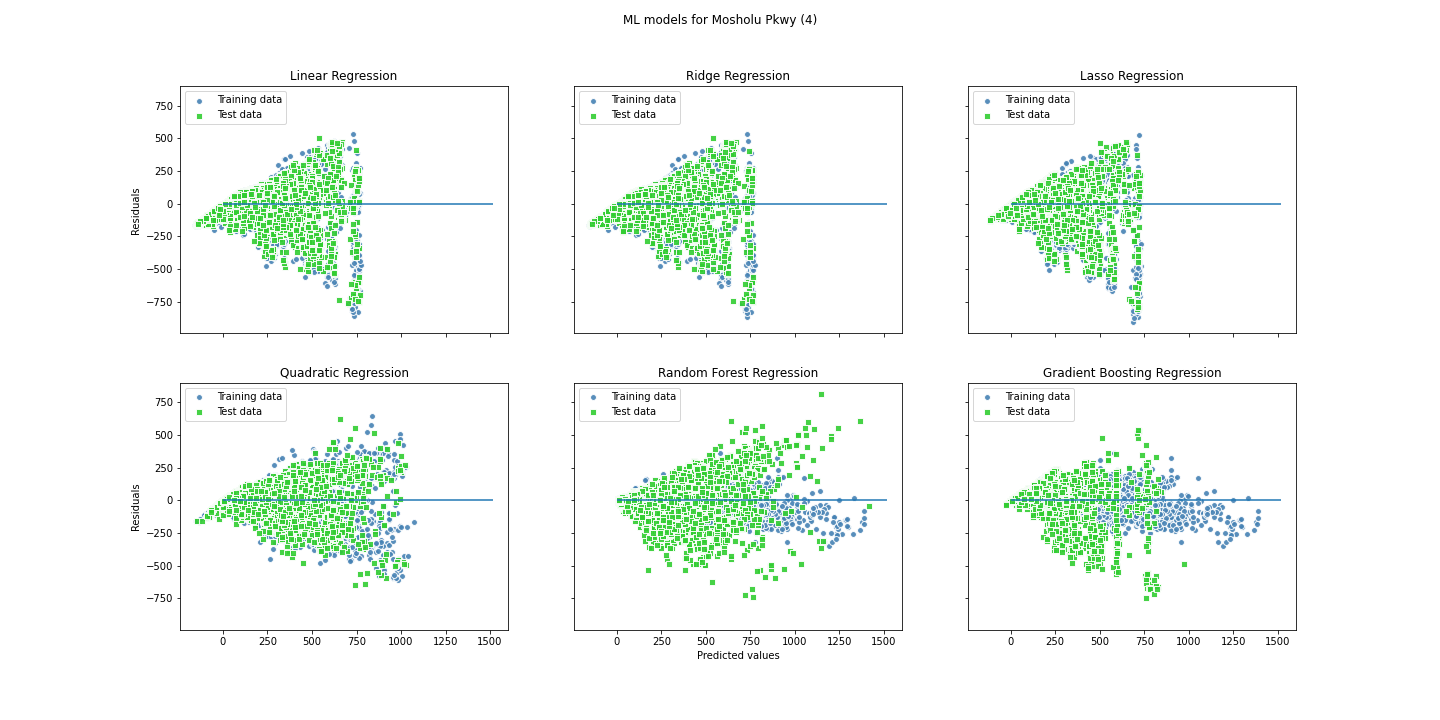 ML models for Mosholu Pkwy (4)
Linear Regression
Training data
Test data
750
500
250
0
−250
−500
−750
Residuals
Ridge Regression
Training data
Test data
Lasso Regression
Training data
Test data
Quadratic Regression
Training data
Test data
750
500
250
0
−250
−500
−750
Residuals
0 250 500 750 1000 1250 1500
Random Forest Regression
Training data
Test data
0 250 500 750 1000 1250 1500
Predicted values
Gradient Boosting Regression
Training data
Test data
0 250 500 750 1000 1250 1500